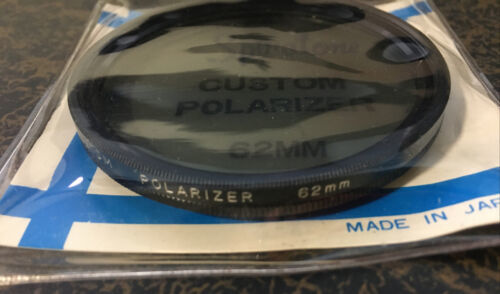 CUSTOM
POLARIZER
62MM
POLARIZER 62mm
MADE IN JAP